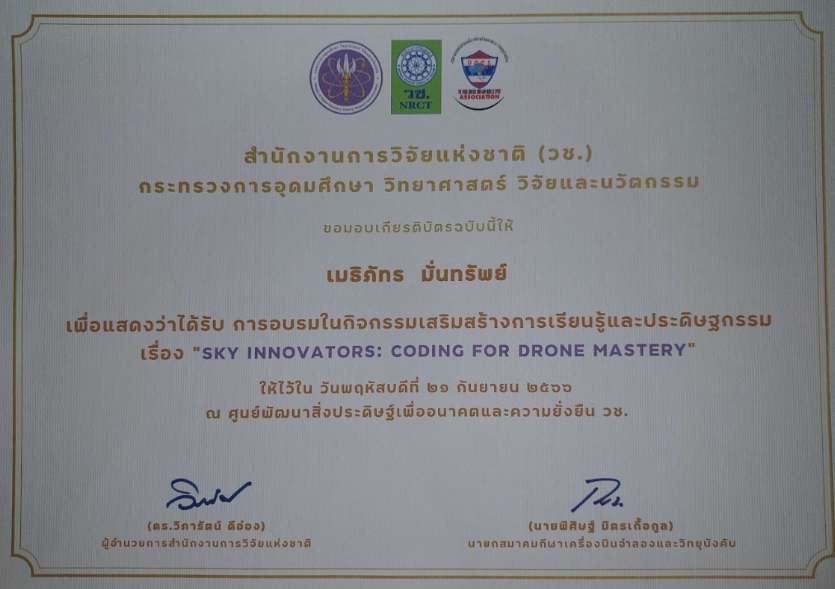 วช.
NRCT
ASSOCIATION
สำนักงานการวิจัยแห่งชาติ (วช.)
กระทรวงการอุดมศึกษา วิทยาศาสตร์ วิจัยและนวัตกรรม
ขอมอบเกียรติบัตรฉบับนี้ให้
เมธิภัทร มั่นทรัพย์
เพื่อแสดงว่าได้รับ การอบรมในกิจกรรมเสริมสร้างการเรียนรู้และประดิษฐกรรม
เรื่อง "SKY INNOVATORS: CODING FOR DRONE MASTERY"
ให้ไว้ใน วันพฤหัสบดีที่ ๒๑ กันยายน ๒๕๖๖
ณ ศูนย์พัฒนาสิ่งประดิษฐ์เพื่ออนาคตและความยั่งยืน วช.
(ดร.วิภารัตน์ ดีอ่อง)
ผู้อำนวยการสำนักงานการวิจัยแห่งชาติ
(นายพิศิษฐ์ มิตรเกื้อกูล)
นายกสมาคมกีฬาเครื่องบินจำลองและวิทยุบังคับ